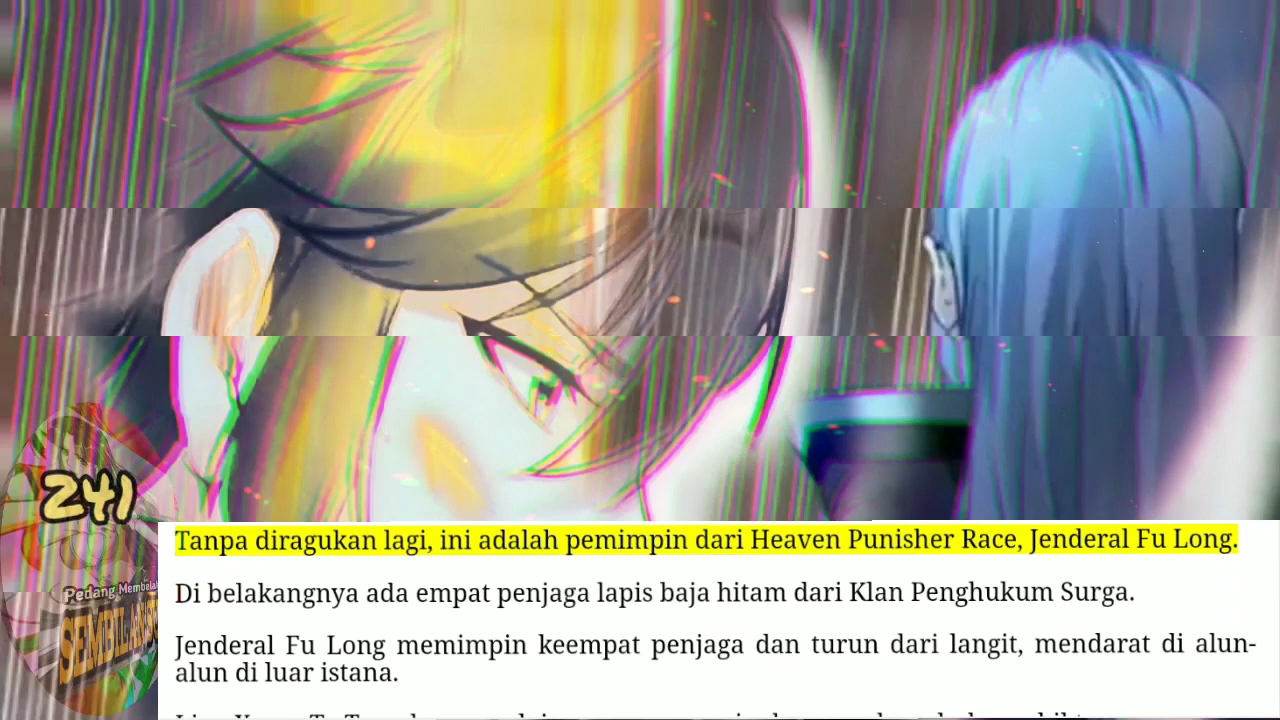 241
Pedang Membelah
SEMBILAN
Tanpa diragukan lagi, ini adalah pemimpin dari Heaven Punisher Race, Jenderal Fu Long.
Di belakangnya ada empat penjaga lapis baja hitam dari Klan Penghukum Surga.
Jenderal Fu Long memimpin keempat penjaga dan turun dari langit, mendarat di alun-
alun di luar istana.